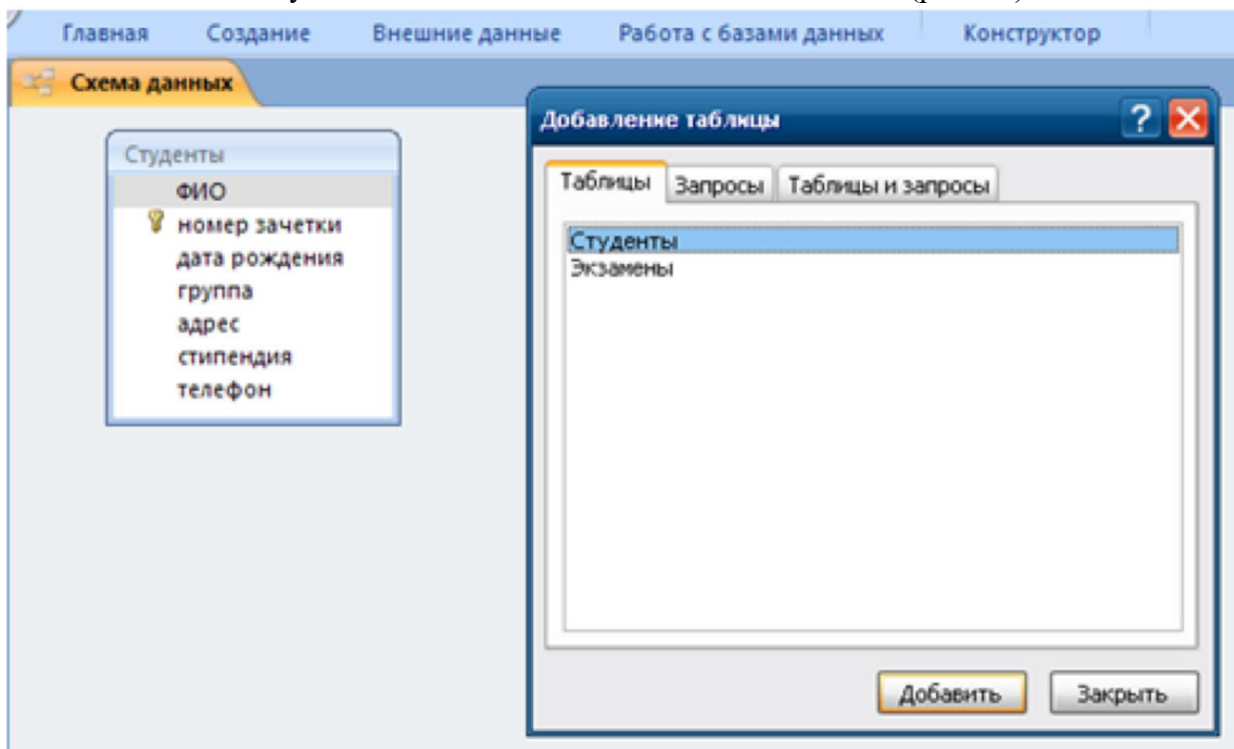 Главная Создание Внешние данные Работа с базами данных Конструктор
Схема данных
Студенты
ФИО
номер зачетки
дата рождения
группа
адрес
стипендия
телефон
Добавление таблицы
Таблицы Запросы Таблицы и запросы
Студенты
Экзамены
Добавить Закрыть